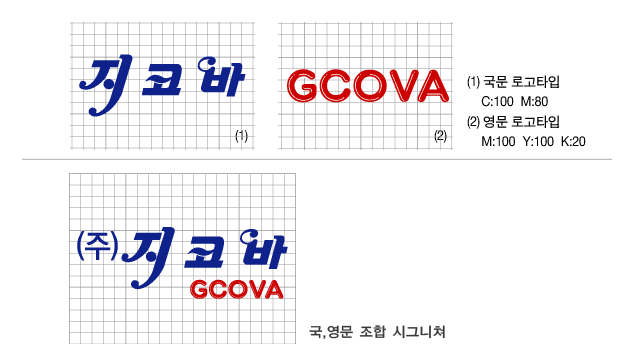 지코바
(1)
GCOVA
(2)
(1) 국문 로고타입
C:100 M:80
(2) 영문 로고타입
M:100 Y:100 K:20
(주)지코바
GCOVA
국,영문 조합 시그니쳐